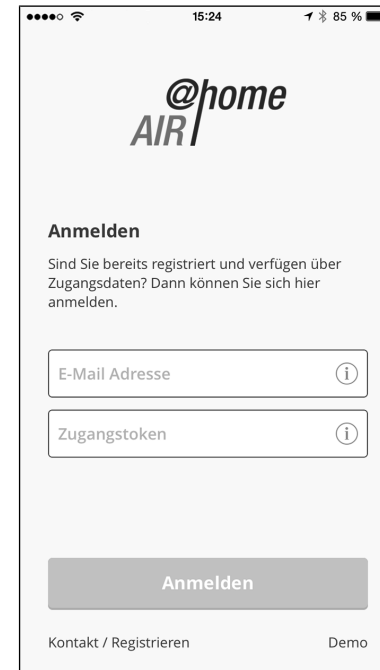 15:24
85 %
@home
AIR
Anmelden
Sind Sie bereits registriert und verfügen über
Zugangsdaten? Dann können Sie sich hier
anmelden.
E-Mail Adresse
Zugangstoken
Anmelden
Kontakt / Registrieren Demo